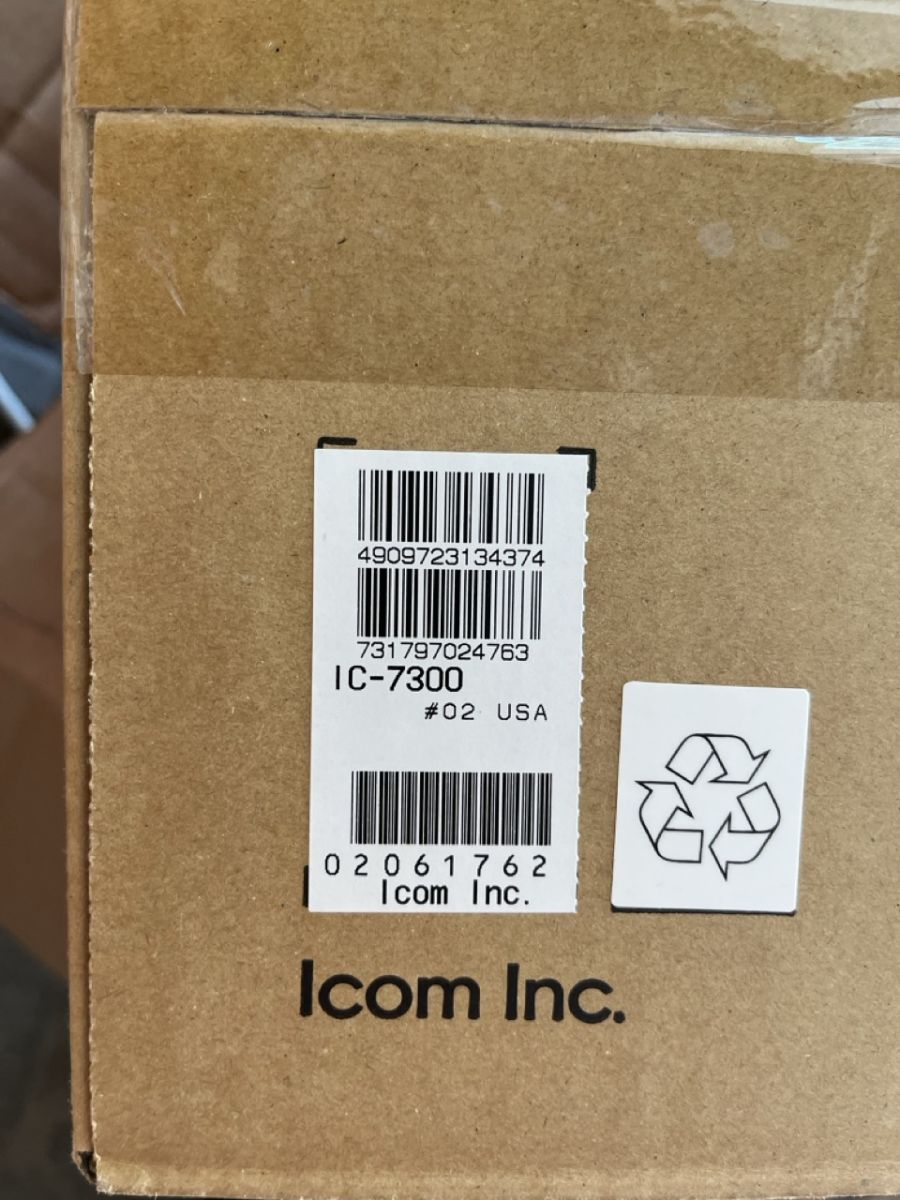 4909723134374
731797024763
IC-7300
#02 USA
02061762
Icom Inc.
Icom Inc.